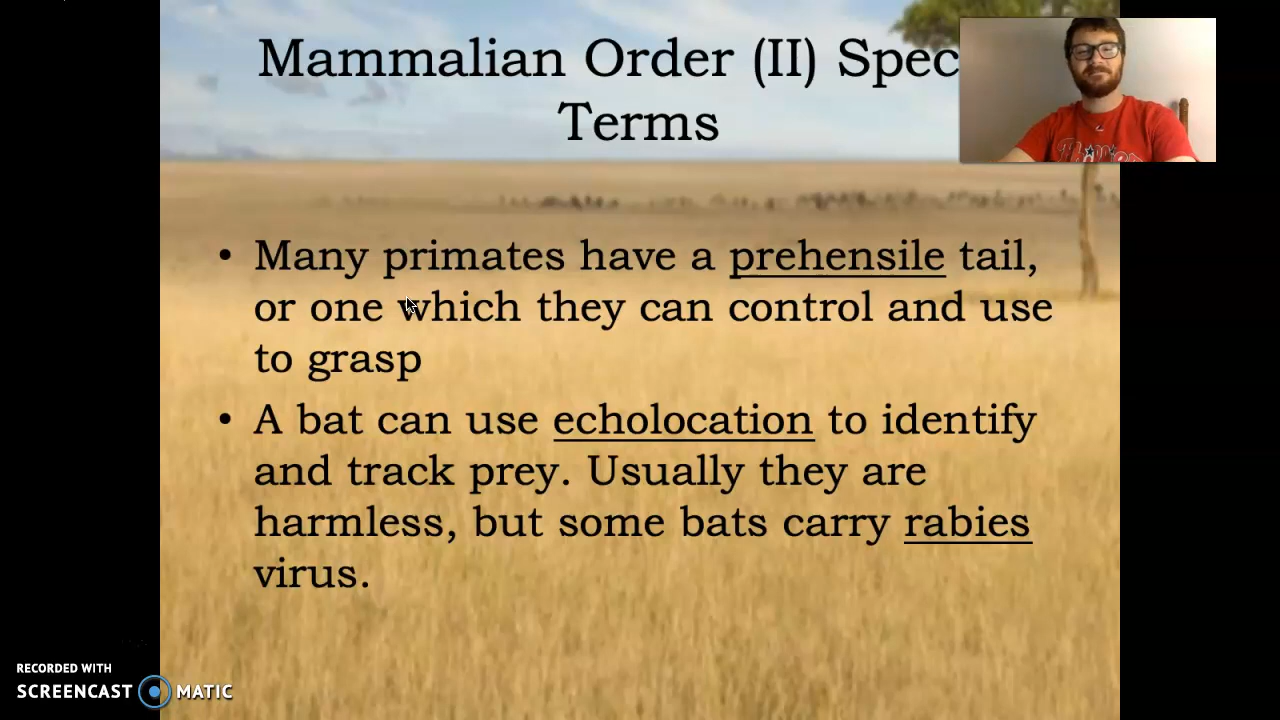 Mammalian Order (II) Spec
Terms
• Many primates have a prehensile tail,
or one which they can control and use
to grasp
• A bat can use echolocation to identify
and track prey. Usually they are
harmless, but some bats carry rabies
virus.
RECORDED WITH
SCREENCAST MATIC